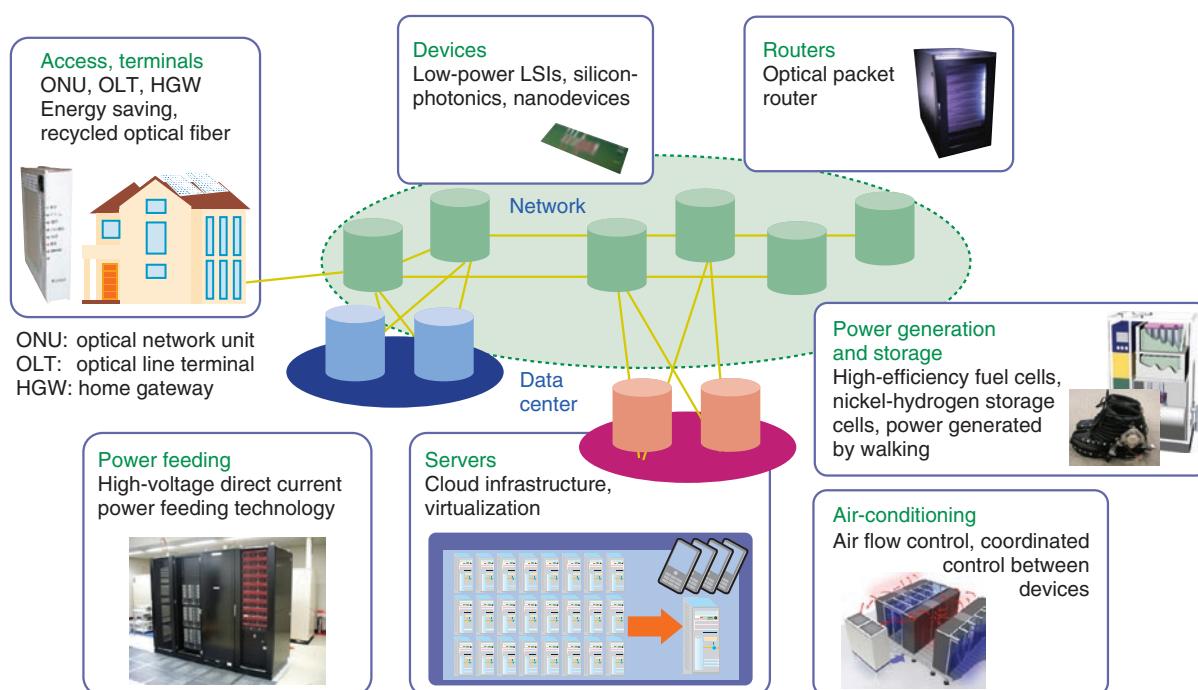 Access, terminals
ONU, OLT, HGW
Energy saving,
recycled optical fiber
Devices
Low-power LSIs, silicon-
photonics, nanodevices
Routers
Optical packet
router
Network
ONU: optical network unit
OLT: optical line terminal
HGW: home gateway
Data
center
Power generation
and storage
High-efficiency fuel cells,
nickel-hydrogen storage
cells, power generated
by walking
Power feeding
High-voltage direct current
power feeding technology
Servers
Cloud infrastructure,
virtualization
Air-conditioning
Air flow control, coordinated
control between
devices